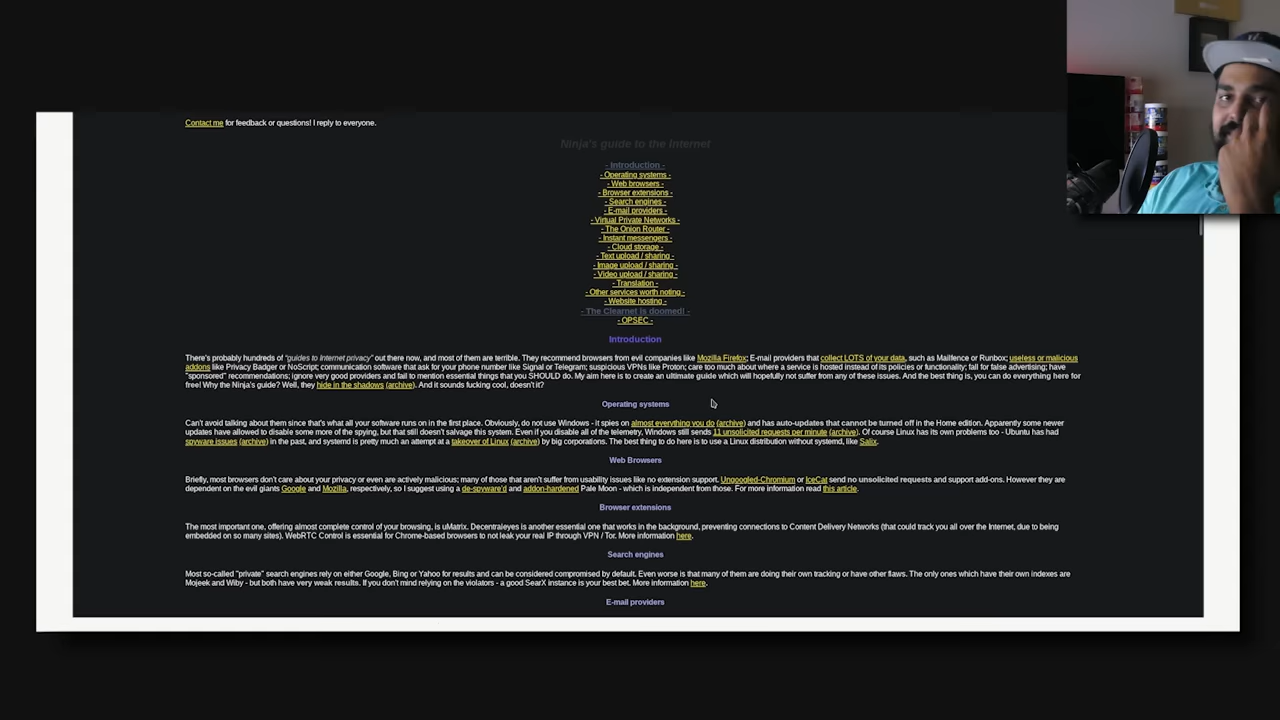 Contact me for feedback or questions! I reply to everyone.
Ninja's guide to the Internet
- Introduction -
- Operating systems -
- Web browsers -
- Browser extensions -
- Search engines -
- E-mail providers -
- Virtual Private Networks -
- The Onion Router -
- Instant messengers -
- Cloud storage -
- Text upload / sharing -
- Image upload / sharing -
- Video upload / sharing -
- Translation -
- Other services worth noting -
- Website hosting -
- The Clearnet is doomed! -
- OPSEC -
Introduction
There's probably hundreds of "guides to Internet privacy" out there now, and most of them are terrible. They recommend browsers from evil companies like Mozilla Firefox; E-mail providers that collect LOTS of your data, such as Mailfence or Runbox; useless or malicious
addons like Privacy Badger or NoScript; communication software that ask for your phone number like Signal or Telegram; suspicious VPNs like Proton; care too much about where a service is hosted instead of its policies or functionality; fall for false advertising; have
"sponsored" recommendations; ignore very good providers and fail to mention essential things that you SHOULD do. My aim here is to create an ultimate guide which will hopefully not suffer from any of these issues. And the best thing is, you can do everything here for
free! Why the Ninja's guide? Well, they hide in the shadows (archive). And it sounds fucking cool, doesn't it?
Operating systems
Can't avoid talking about them since that's what all your software runs on in the first place. Obviously, do not use Windows - it spies on almost everything you do (archive) and has auto-updates that cannot be turned off in the Home edition. Apparently some newer
updates have allowed to disable some more of the spying, but that still doesn't salvage this system. Even if you disable all of the telemetry, Windows still sends 11 unsolicited requests per minute (archive). Of course Linux has its own problems too - Ubuntu has had
spyware issues (archive) in the past, and systemd is pretty much an attempt at a takeover of Linux (archive) by big corporations. The best thing to do here is to use a Linux distribution without systemd, like Salix.
Web Browsers
Briefly, most browsers don't care about your privacy or even are actively malicious; many of those that aren't suffer from usability issues like no extension support. Ungoogled-Chromium or IceCat send no unsolicited requests and support add-ons. However they are
dependent on the evil giants Google and Mozilla, respectively, so I suggest using a de-spyware'd and addon-hardened Pale Moon - which is independent from those. For more information read this article.
Browser extensions
The most important one, offering almost complete control of your browsing, is uMatrix. Decentraleyes is another essential one that works in the background, preventing connections to Content Delivery Networks (that could track you all over the Internet, due to being
embedded on so many sites). WebRTC Control is essential for Chrome-based browsers to not leak your real IP through VPN / Tor. More information here.
Search engines
Most so-called "private" search engines rely on either Google, Bing or Yahoo for results and can be considered compromised by default. Even worse is that many of them are doing their own tracking or have other flaws. The only ones which have their own indexes are
Mojeek and Wiby - but both have very weak results. If you don't mind relying on the violators - a good SearX instance is your best bet. More information here.
E-mail providers